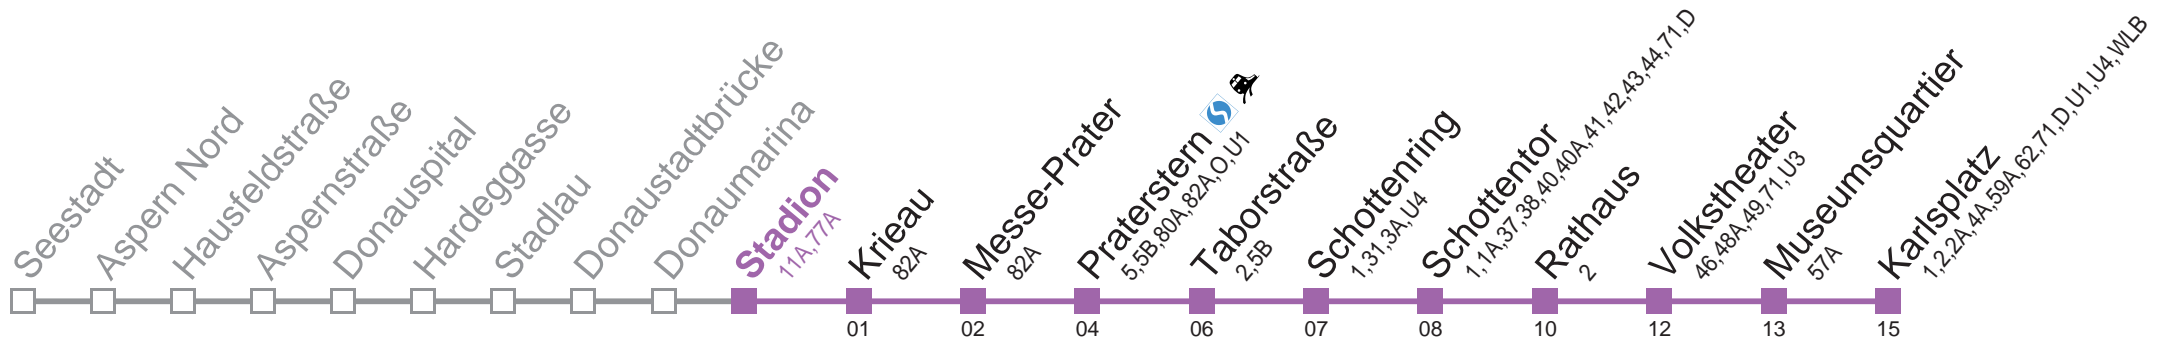 Seestadt
Aspern Nord
Hausfeldstraße
Aspernstraße
Donauspital
Hardeggasse
Stadlau
Donaustadtbrücke
Donaumarina
Stadion
11A,77A
Krieau
82A
01
Messe-Prater
82A
02
Praterstern
5,5B,80A,82A,O,U1
04
Taborstraße
2,5B
06
Schottenring
1,31,3A,U4
07
Schottentor
1,1A,37,38,40,40A,41,42,43,44,71,D
08
Rathaus
2
10
Volkstheater
46,48A,49,71,U3
12
Museumsquartier
57A
13
Karlsplatz
1,2,2A,4A,59A,62,71,D,U1,U4,WLB
15